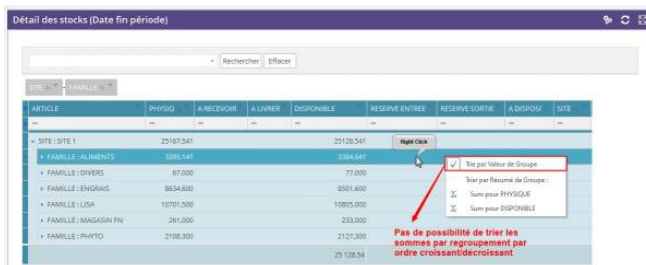 Détail des stocks (Date fin période)
Rechercher Effacer
SITE FAMILLE
ARTICLE PHYSIQ A RECEVOIR A LIVRER DISPONIBLE RESERVE ENTREE RESERVE SORTIE A DISPOSI SITE
SITE : SITE 1 25167.541 25128.541
Right Click
FAMILLE : ALIMENTS 3395.141 3384.641
Trie par Valeur de Groupe
FAMILLE : DIVERS 67.000 77.000
Trier par Résumé de Groupe :
FAMILLE : ENGRAIS 8634.600 8501.600
Σ Sum pour PHYSIQUE
FAMILLE : LISA 10701.500 10805.000
Σ Sum pour DISPONIBLE
FAMILLE : MAGASIN FN 261.000 233.000
FAMILLE : PHYTO 2108.300 2127.300
Pas de possibilité de trier les
sommes par regroupement par
ordre croissant/décroissant
25 128.54